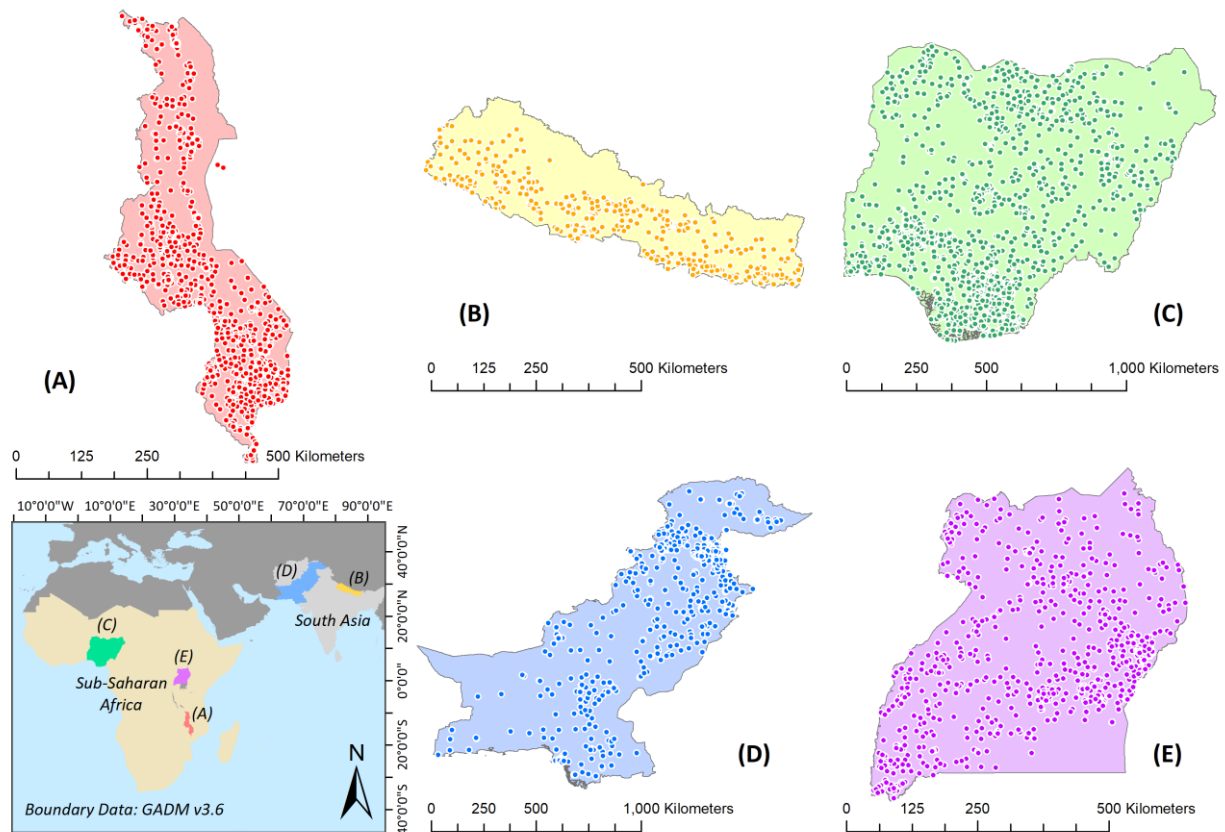 (A)
0 125 250 500 Kilometers
(B)
0 125 250 500 Kilometers
(C)
0 250 500 1,000 Kilometers
10°0'0"W 10°0'0"E 30°0'0"E 50°0'0"E 70°0'0"E 90°0'0"E
40°0'0"N
20°0'0"N
0°0'0"
20°0'0"S
40°0'0"S
(D)
(B)
South Asia
(C)
(E)
Sub-Saharan
Africa
(A)
N
Boundary Data: GADM v3.6
(D)
0 250 500 1,000 Kilometers
(E)
0 125 250 500 Kilometers